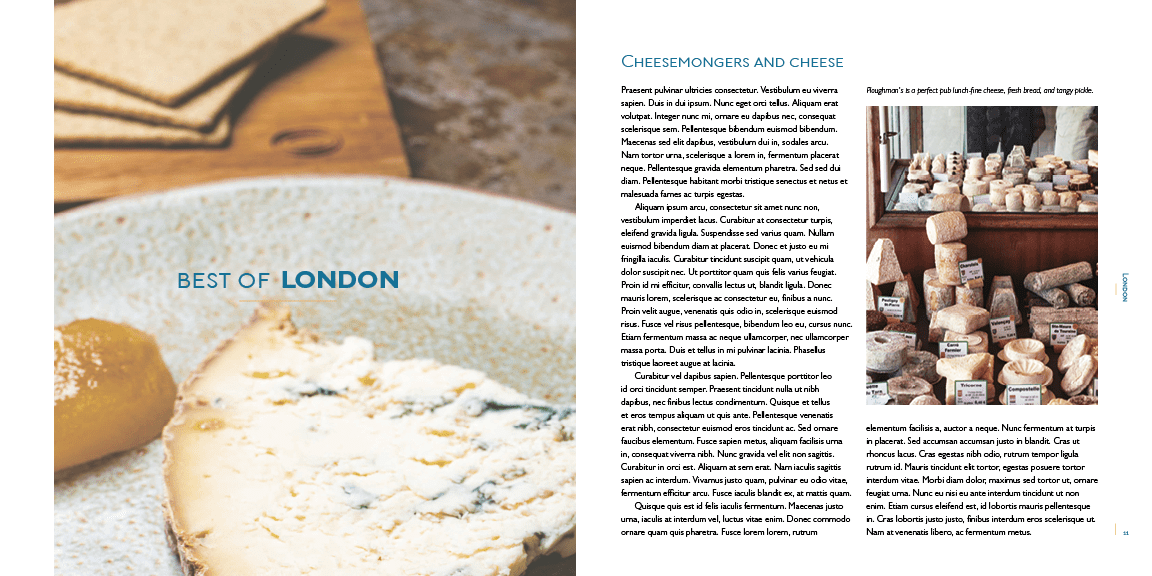 BEST OF LONDON
Cheesemongers and cheese
Praesent pulvinar ultricies consectetur. Vestibulum eu viverra
sapien. Duis in dui ipsum. Nunc eget orci tellus. Aliquam erat
volutpat. Integer nunc mi, ornare eu dapibus nec, consequat
scelerisque sem. Pellentesque bibendum euismod bibendum.
Maecenas sed elit dapibus, vestibulum dui in, sodales arcu.
Nam tortor urna, scelerisque a lorem in, fermentum placerat
neque. Pellentesque gravida elementum pharetra. Sed sed dui
diam. Pellentesque habitant morbi tristique senectus et netus et
malesuada fames ac turpis egestas.
Aliquam ipsum arcu, consectetur sit amet nunc non,
vestibulum imperdiet lacus. Curabitur at consectetur turpis,
eleifend gravida ligula. Suspendisse sed varius quam. Nullam
euismod bibendum diam at placerat. Donec et justo eu mi
fringilla iaculis. Curabitur tincidunt suscipit quam, ut vehicula
dolor suscipit nec. Ut porttitor quam quis felis varius feugiat.
Proin id mi efficitur, convallis lectus ut, blandit ligula. Donec
mauris lorem, scelerisque ac consectetur eu, finibus a nunc.
Proin velit augue, venenatis quis odio in, scelerisque euismod
risus. Fusce vel risus pellentesque, bibendum leo eu, cursus nunc.
Etiam fermentum massa ac neque ullamcorper, nec ullamcorper
massa porta. Duis et tellus in mi pulvinar lacinia. Phasellus
tristique laoreet augue at lacinia.
Curabitur vel dapibus sapien. Pellentesque porttitor leo
id orci tincidunt semper. Praesent tincidunt nulla ut nibh
dapibus, nec finibus lectus condimentum. Quisque et tellus
et eros tempus aliquam ut quis ante. Pellentesque venenatis
erat nibh, consectetur euismod eros tincidunt ac. Sed ornare
faucibus elementum. Fusce sapien metus, aliquam facilisis urna
in, consequat viverra nibh. Nunc gravida vel elit non sagittis.
Curabitur in orci est. Aliquam at sem erat. Nam iaculis sagittis
sapien ac interdum. Vivamus justo quam, pulvinar eu odio vitae,
fermentum efficitur arcu. Fusce iaculis blandit ex, at mattis quam.
Quisque quis est id felis iaculis fermentum. Maecenas justo
urna, iaculis at interdum vel, luctus vitae enim. Donec commodo
ornare quam quis pharetra. Fusce lorem lorem, rutrum
Ploughman's is a perfect pub lunch-fine cheese, fresh bread, and tangy pickle.
Charolais
Pouligny
St-Pierre
Valençay
Ste-Maure
de Touraine
Carré
Fermier
Tricorne
Compostelle
elementum facilisis a, auctor a neque. Nunc fermentum at turpis
in placerat. Sed accumsan accumsan justo in blandit. Cras ut
rhoncus lacus. Cras egestas nibh odio, rutrum tempor ligula
rutrum id. Mauris tincidunt elit tortor, egestas posuere tortor
interdum vitae. Morbi diam dolor, maximus sed tortor ut, ornare
feugiat urna. Nunc eu nisi eu ante interdum tincidunt ut non
enim. Etiam cursus eleifend est, id lobortis mauris pellentesque
in. Cras lobortis justo justo, finibus interdum eros scelerisque ut.
Nam at venenatis libero, ac fermentum metus.
London
11